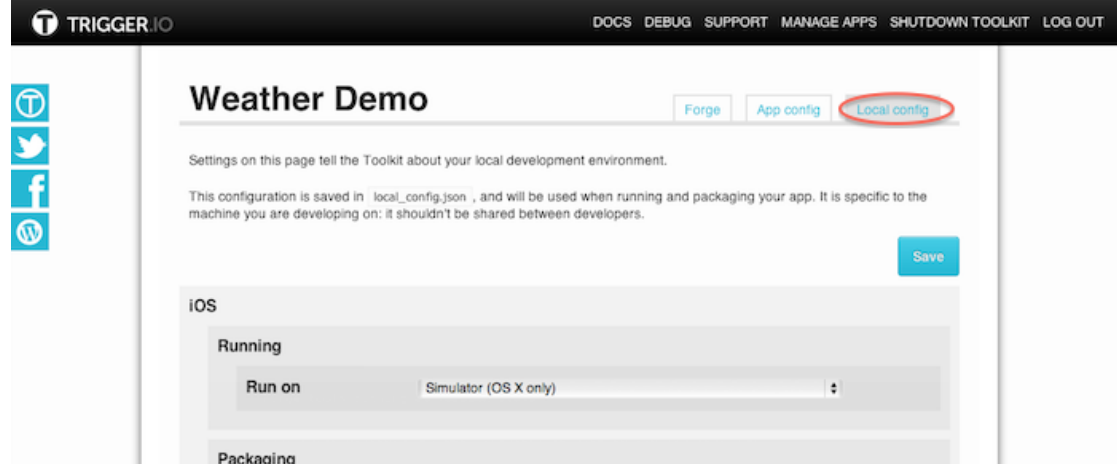 TRIGGER.IO
DOCS DEBUG SUPPORT MANAGE APPS SHUTDOWN TOOLKIT LOG OUT
Weather Demo
Forge App config Local config
Settings on this page tell the Toolkit about your local development environment.
This configuration is saved in local_config.json , and will be used when running and packaging your app. It is specific to the
machine you are developing on: it shouldn't be shared between developers.
Save
iOS
Running
Run on Simulator (OS X only)
Packaging